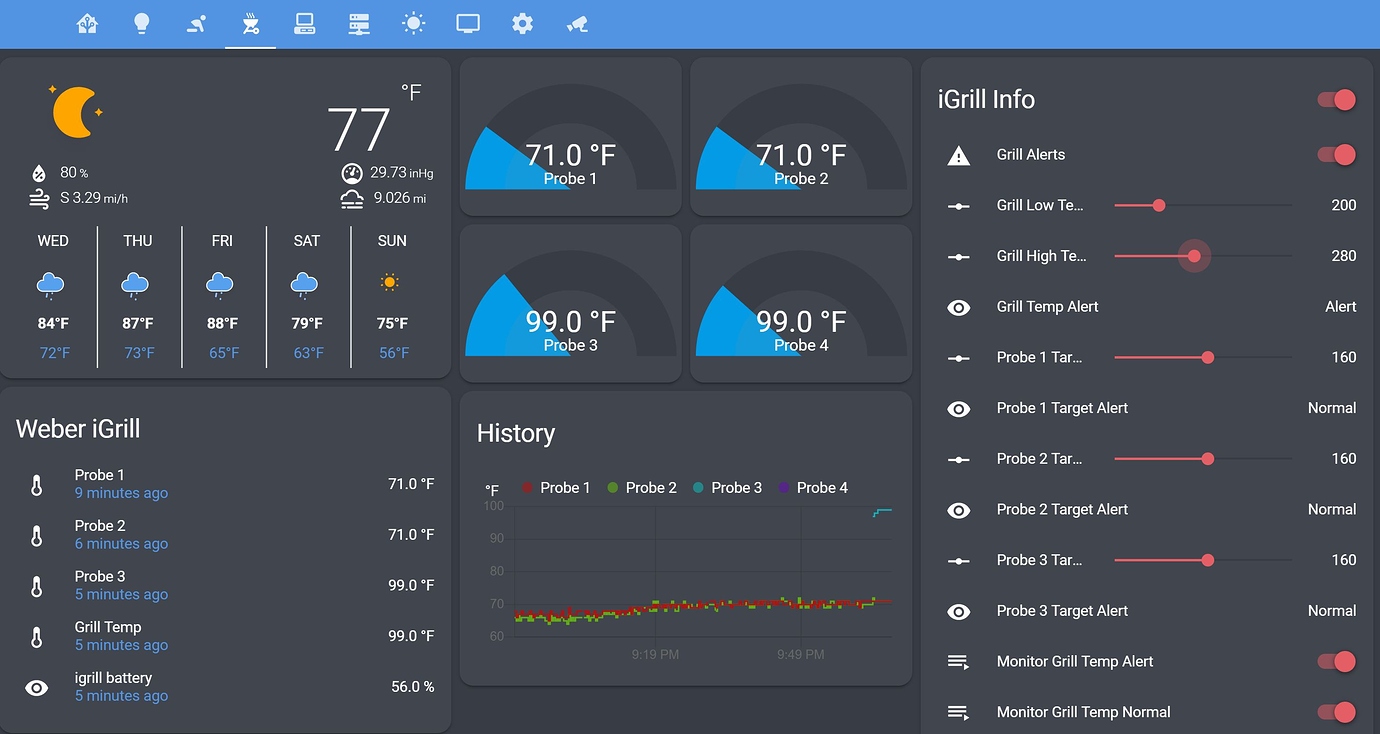 °F
77
80 %
29.73 inHg
S 3.29 mi/h
9.026 mi
WED THU FRI SAT SUN
84°F 87°F 88°F 79°F 75°F
72°F 73°F 65°F 63°F 56°F
Weber iGrill
Probe 1
9 minutes ago
71.0 °F
Probe 2
6 minutes ago
71.0 °F
Probe 3
5 minutes ago
99.0 °F
Grill Temp
5 minutes ago
99.0 °F
igrill battery
5 minutes ago
56.0 %
71.0 °F
Probe 1
71.0 °F
Probe 2
99.0 °F
Probe 3
99.0 °F
Probe 4
History
°F
Probe 1 Probe 2 Probe 3 Probe 4
100
90
80
70
60
9:19 PM 9:49 PM
iGrill Info
Grill Alerts
Grill Low Te... 200
Grill High Te... 280
Grill Temp Alert Alert
Probe 1 Tar... 160
Probe 1 Target Alert Normal
Probe 2 Tar... 160
Probe 2 Target Alert Normal
Probe 3 Tar... 160
Probe 3 Target Alert Normal
Monitor Grill Temp Alert
Monitor Grill Temp Normal